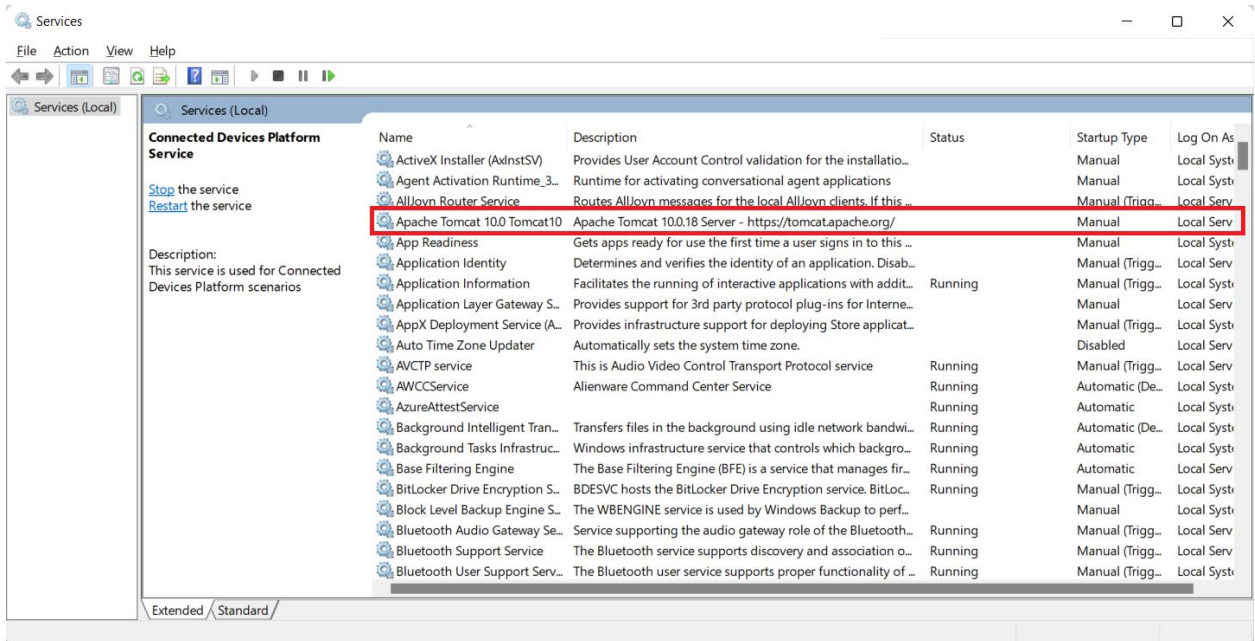 Services
File Action View Help
Services (Local)
Services (Local)
Connected Devices Platform
Service
Stop the service
Restart the service
Description:
This service is used for Connected
Devices Platform scenarios
Name Description Status Startup Type Log On As
ActiveX Installer (AxInstSV) Provides User Account Control validation for the installatio... Manual Local Syste
Agent Activation Runtime_3... Runtime for activating conversational agent applications Manual Local Syste
AllJoyn Router Service Routes AllJoyn messages for the local AllJoyn clients. If this ... Manual (Trigg... Local Serv
Apache Tomcat 10.0 Tomcat10 Apache Tomcat 10.0.18 Server - https://tomcat.apache.org/ Manual Local Serv
App Readiness Gets apps ready for use the first time a user signs in to this ... Manual Local Syste
Application Identity Determines and verifies the identity of an application. Disab... Manual (Trigg... Local Serv
Application Information Facilitates the running of interactive applications with addit... Running Manual (Trigg... Local Syste
Application Layer Gateway S... Provides support for 3rd party protocol plug-ins for Interne... Manual Local Serv
AppX Deployment Service (A... Provides infrastructure support for deploying Store applicat... Manual (Trigg... Local Syste
Auto Time Zone Updater Automatically sets the system time zone. Disabled Local Serv
AVCTP service This is Audio Video Control Transport Protocol service Running Manual (Trigg... Local Serv
AWCCService Alienware Command Center Service Running Automatic (De... Local Syste
AzureAttestService Running Automatic Local Syste
Background Intelligent Tran... Transfers files in the background using idle network bandwi... Running Automatic (De... Local Syste
Background Tasks Infrastruc... Windows infrastructure service that controls which backgro... Running Automatic Local Syste
Base Filtering Engine The Base Filtering Engine (BFE) is a service that manages fir... Running Automatic Local Serv
BitLocker Drive Encryption S... BDESVC hosts the BitLocker Drive Encryption service. BitLoc... Running Manual (Trigg... Local Syste
Block Level Backup Engine S... The WBENGINE service is used by Windows Backup to perf... Manual Local Syste
Bluetooth Audio Gateway Se... Service supporting the audio gateway role of the Bluetooth... Running Manual (Trigg... Local Serv
Bluetooth Support Service The Bluetooth service supports discovery and association o... Running Manual (Trigg... Local Serv
Bluetooth User Support Serv... The Bluetooth user service supports proper functionality of ... Running Manual (Trigg... Local Syste
Extended Standard